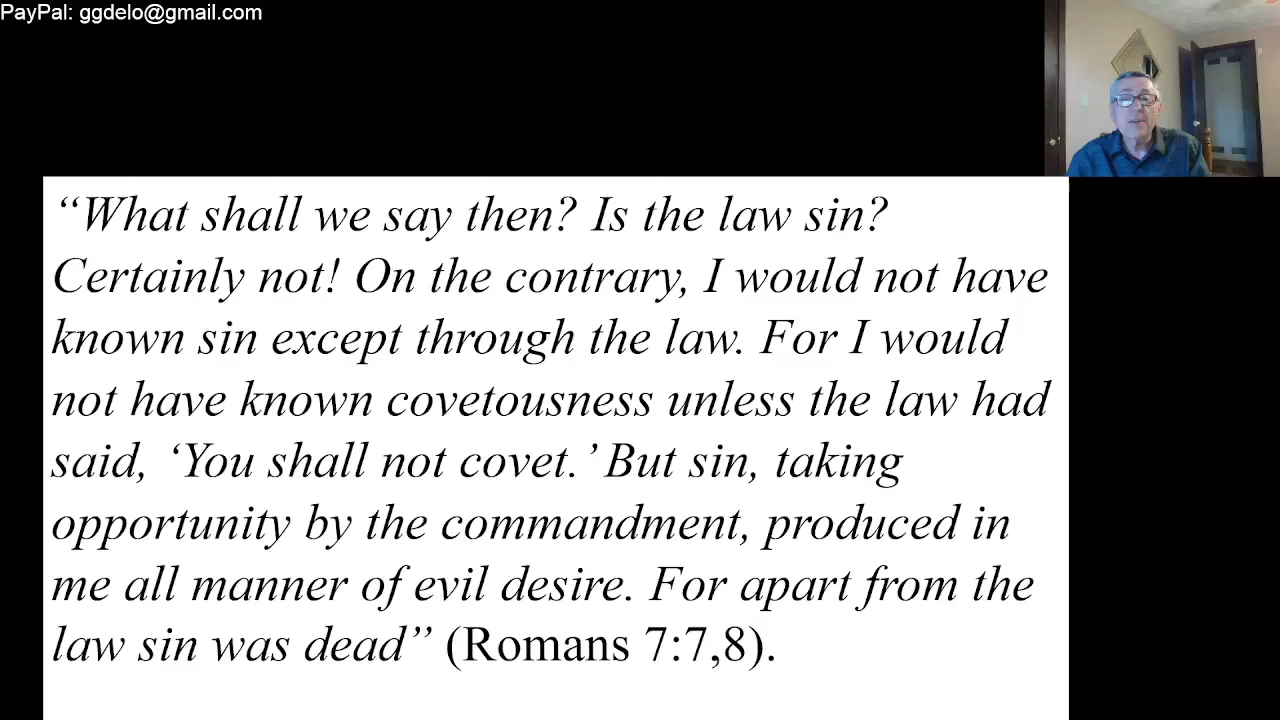 PayPal: ggdelo@gmail.com
“What shall we say then? Is the law sin?
Certainly not! On the contrary, I would not have
known sin except through the law. For I would
not have known covetousness unless the law had
said, ‘You shall not covet.’ But sin, taking
opportunity by the commandment, produced in
me all manner of evil desire. For apart from the
law sin was dead” (Romans 7:7,8).